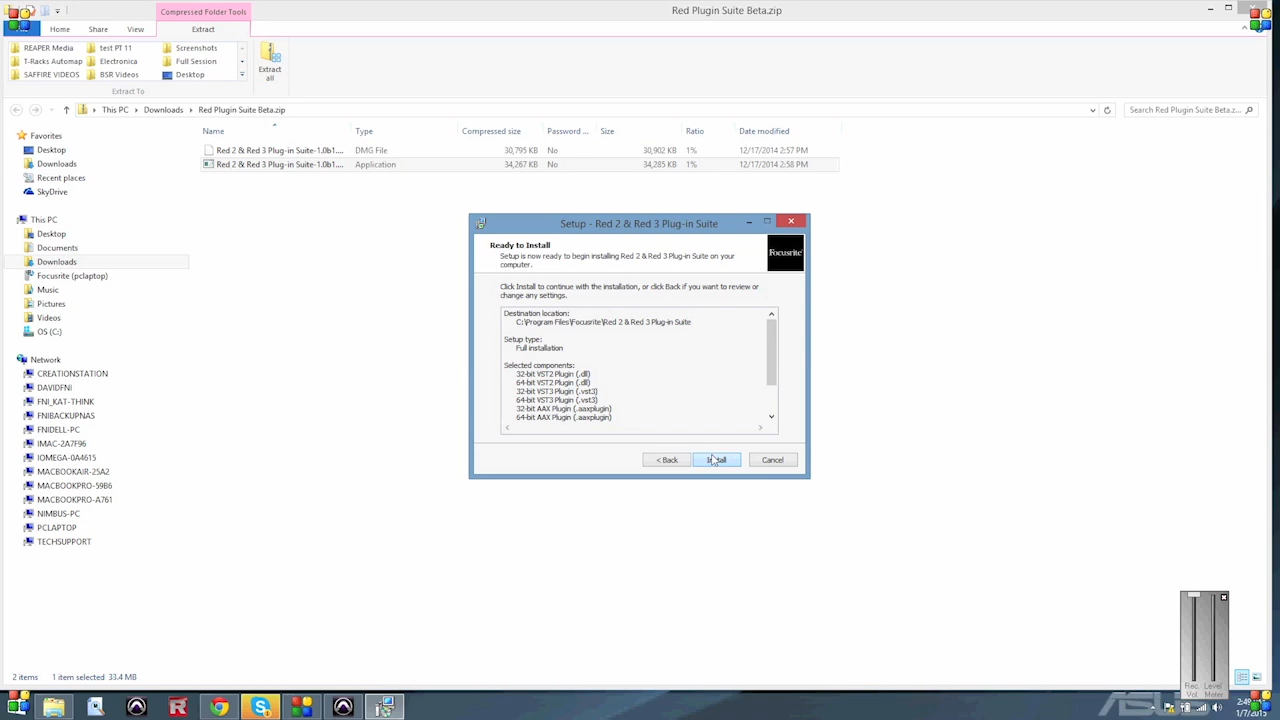 Compressed Folder Tools
Red Plugin Suite Beta.zip
Home Share View Extract
REAPER Media test PT 11 Screenshots
T-Racks Automap Electronica Full Session
SAFFIRE VIDEOS BSR Videos Desktop
Extract all
Extract To
This PC Downloads Red Plugin Suite Beta.zip
Search Red Plugin Suite Beta.z...
Name Type Compressed size Password ... Size Ratio Date modified
Red 2 & Red 3 Plug-in Suite-1.0b1.... DMG File 30,795 KB No 30,902 KB 1% 12/17/2014 2:57 PM
Red 2 & Red 3 Plug-in Suite-1.0b1.... Application 34,267 KB No 34,285 KB 1% 12/17/2014 2:58 PM
Favorites
Desktop
Downloads
Recent places
SkyDrive
This PC
Desktop
Documents
Downloads
Focusrite (pclaptop)
Music
Pictures
Videos
OS (C:)
Network
CREATIONSTATION
DAVIDFNI
FNI_KAT-THINK
FNIBACKUPNAS
FNIDELL-PC
IMAC-2A7F96
IOMEGA-0A4615
MACBOOKAIR-25A2
MACBOOKPRO-59B6
MACBOOKPRO-A761
NIMBUS-PC
PCLAPTOP
TECHSUPPORT
Setup - Red 2 & Red 3 Plug-in Suite
Ready to Install
Setup is now ready to begin installing Red 2 & Red 3 Plug-in Suite on your
computer.
Focusrite
Click Install to continue with the installation, or click Back if you want to review or
change any settings.
Destination location:
C:\Program Files\Focusrite\Red 2 & Red 3 Plug-in Suite
Setup type:
Full installation
Selected components:
32-bit VST2 Plugin (.dll)
64-bit VST2 Plugin (.dll)
32-bit VST3 Plugin (.vst3)
64-bit VST3 Plugin (.vst3)
32-bit AAX Plugin (.aaxplugin)
64-bit AAX Plugin (.aaxplugin)
< Back Install Cancel
Rec. Vol Level Meter
2 items 1 item selected 33.4 MB